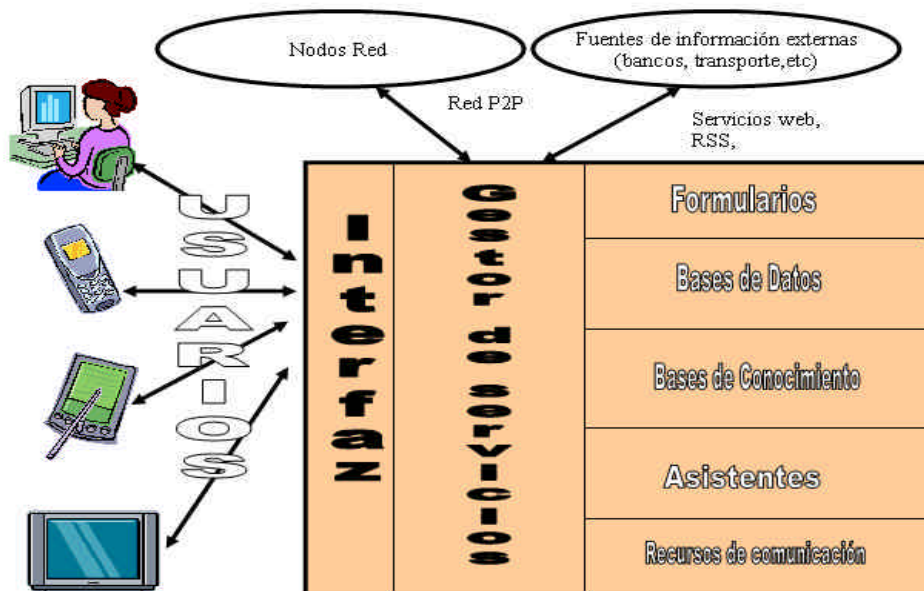 Nodos Red
Fuentes de información externas
(bancos, transporte,etc)
Red P2P
Servicios web,
RSS,
USUARIOS
Interfaz
Gestor de servicios
Formularios
Bases de Datos
Bases de Conocimiento
Asistentes
Recursos de comunicación